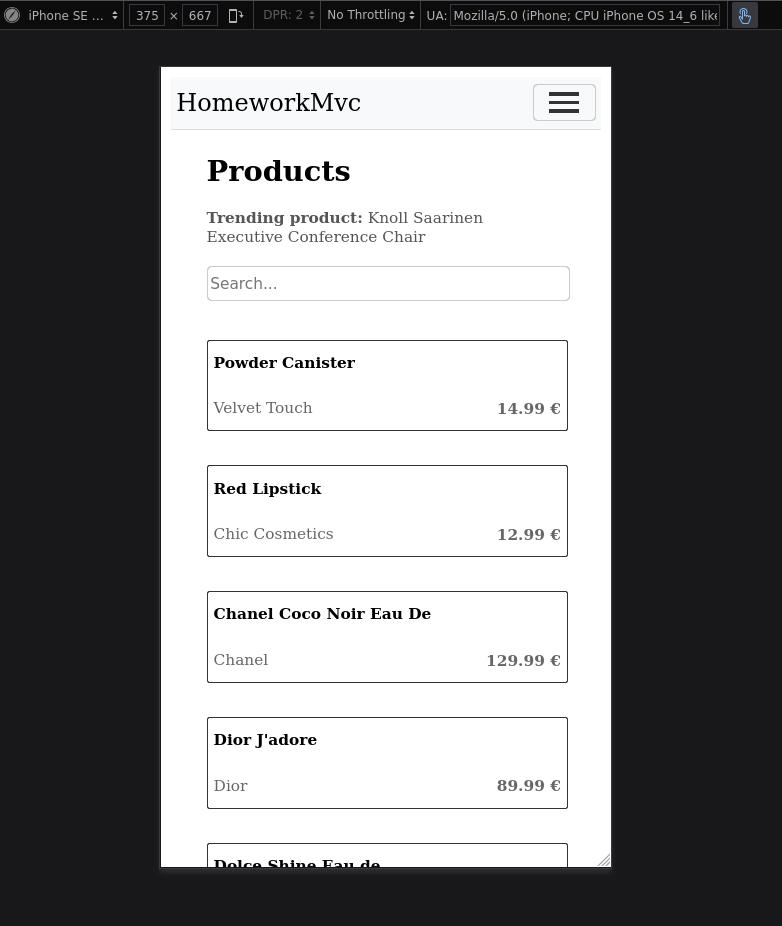 iPhone SE ... 375 × 667 DPR: 2 No Throttling UA: Mozilla/5.0 (iPhone; CPU iPhone OS 14_6 like
HomeworkMvc
Products
Trending product: Knoll Saarinen
Executive Conference Chair
Search...
Powder Canister
Velvet Touch 14.99 €
Red Lipstick
Chic Cosmetics 12.99 €
Chanel Coco Noir Eau De
Chanel 129.99 €
Dior J'adore
Dior 89.99 €
Dolce Shine Eau de